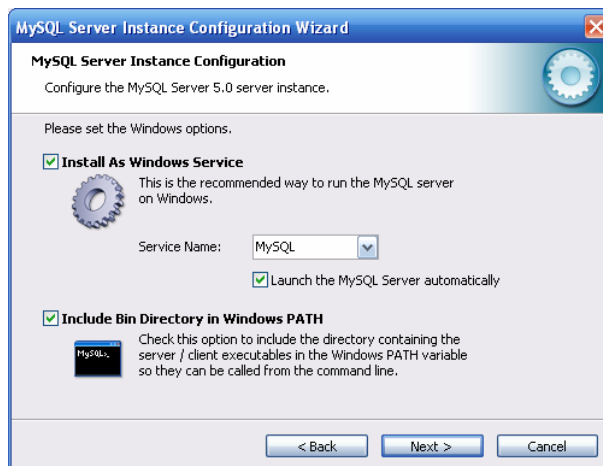 MySQL Server Instance Configuration Wizard
MySQL Server Instance Configuration
Configure the MySQL Server 5.0 server instance.
Please set the Windows options.
Install As Windows Service
This is the recommended way to run the MySQL server
on Windows.
Service Name:
MySQL
Launch the MySQL Server automatically
Include Bin Directory in Windows PATH
MySQL>_
Check this option to include the directory containing the
server / client executables in the Windows PATH variable
so they can be called from the command line.
< Back
Next >
Cancel